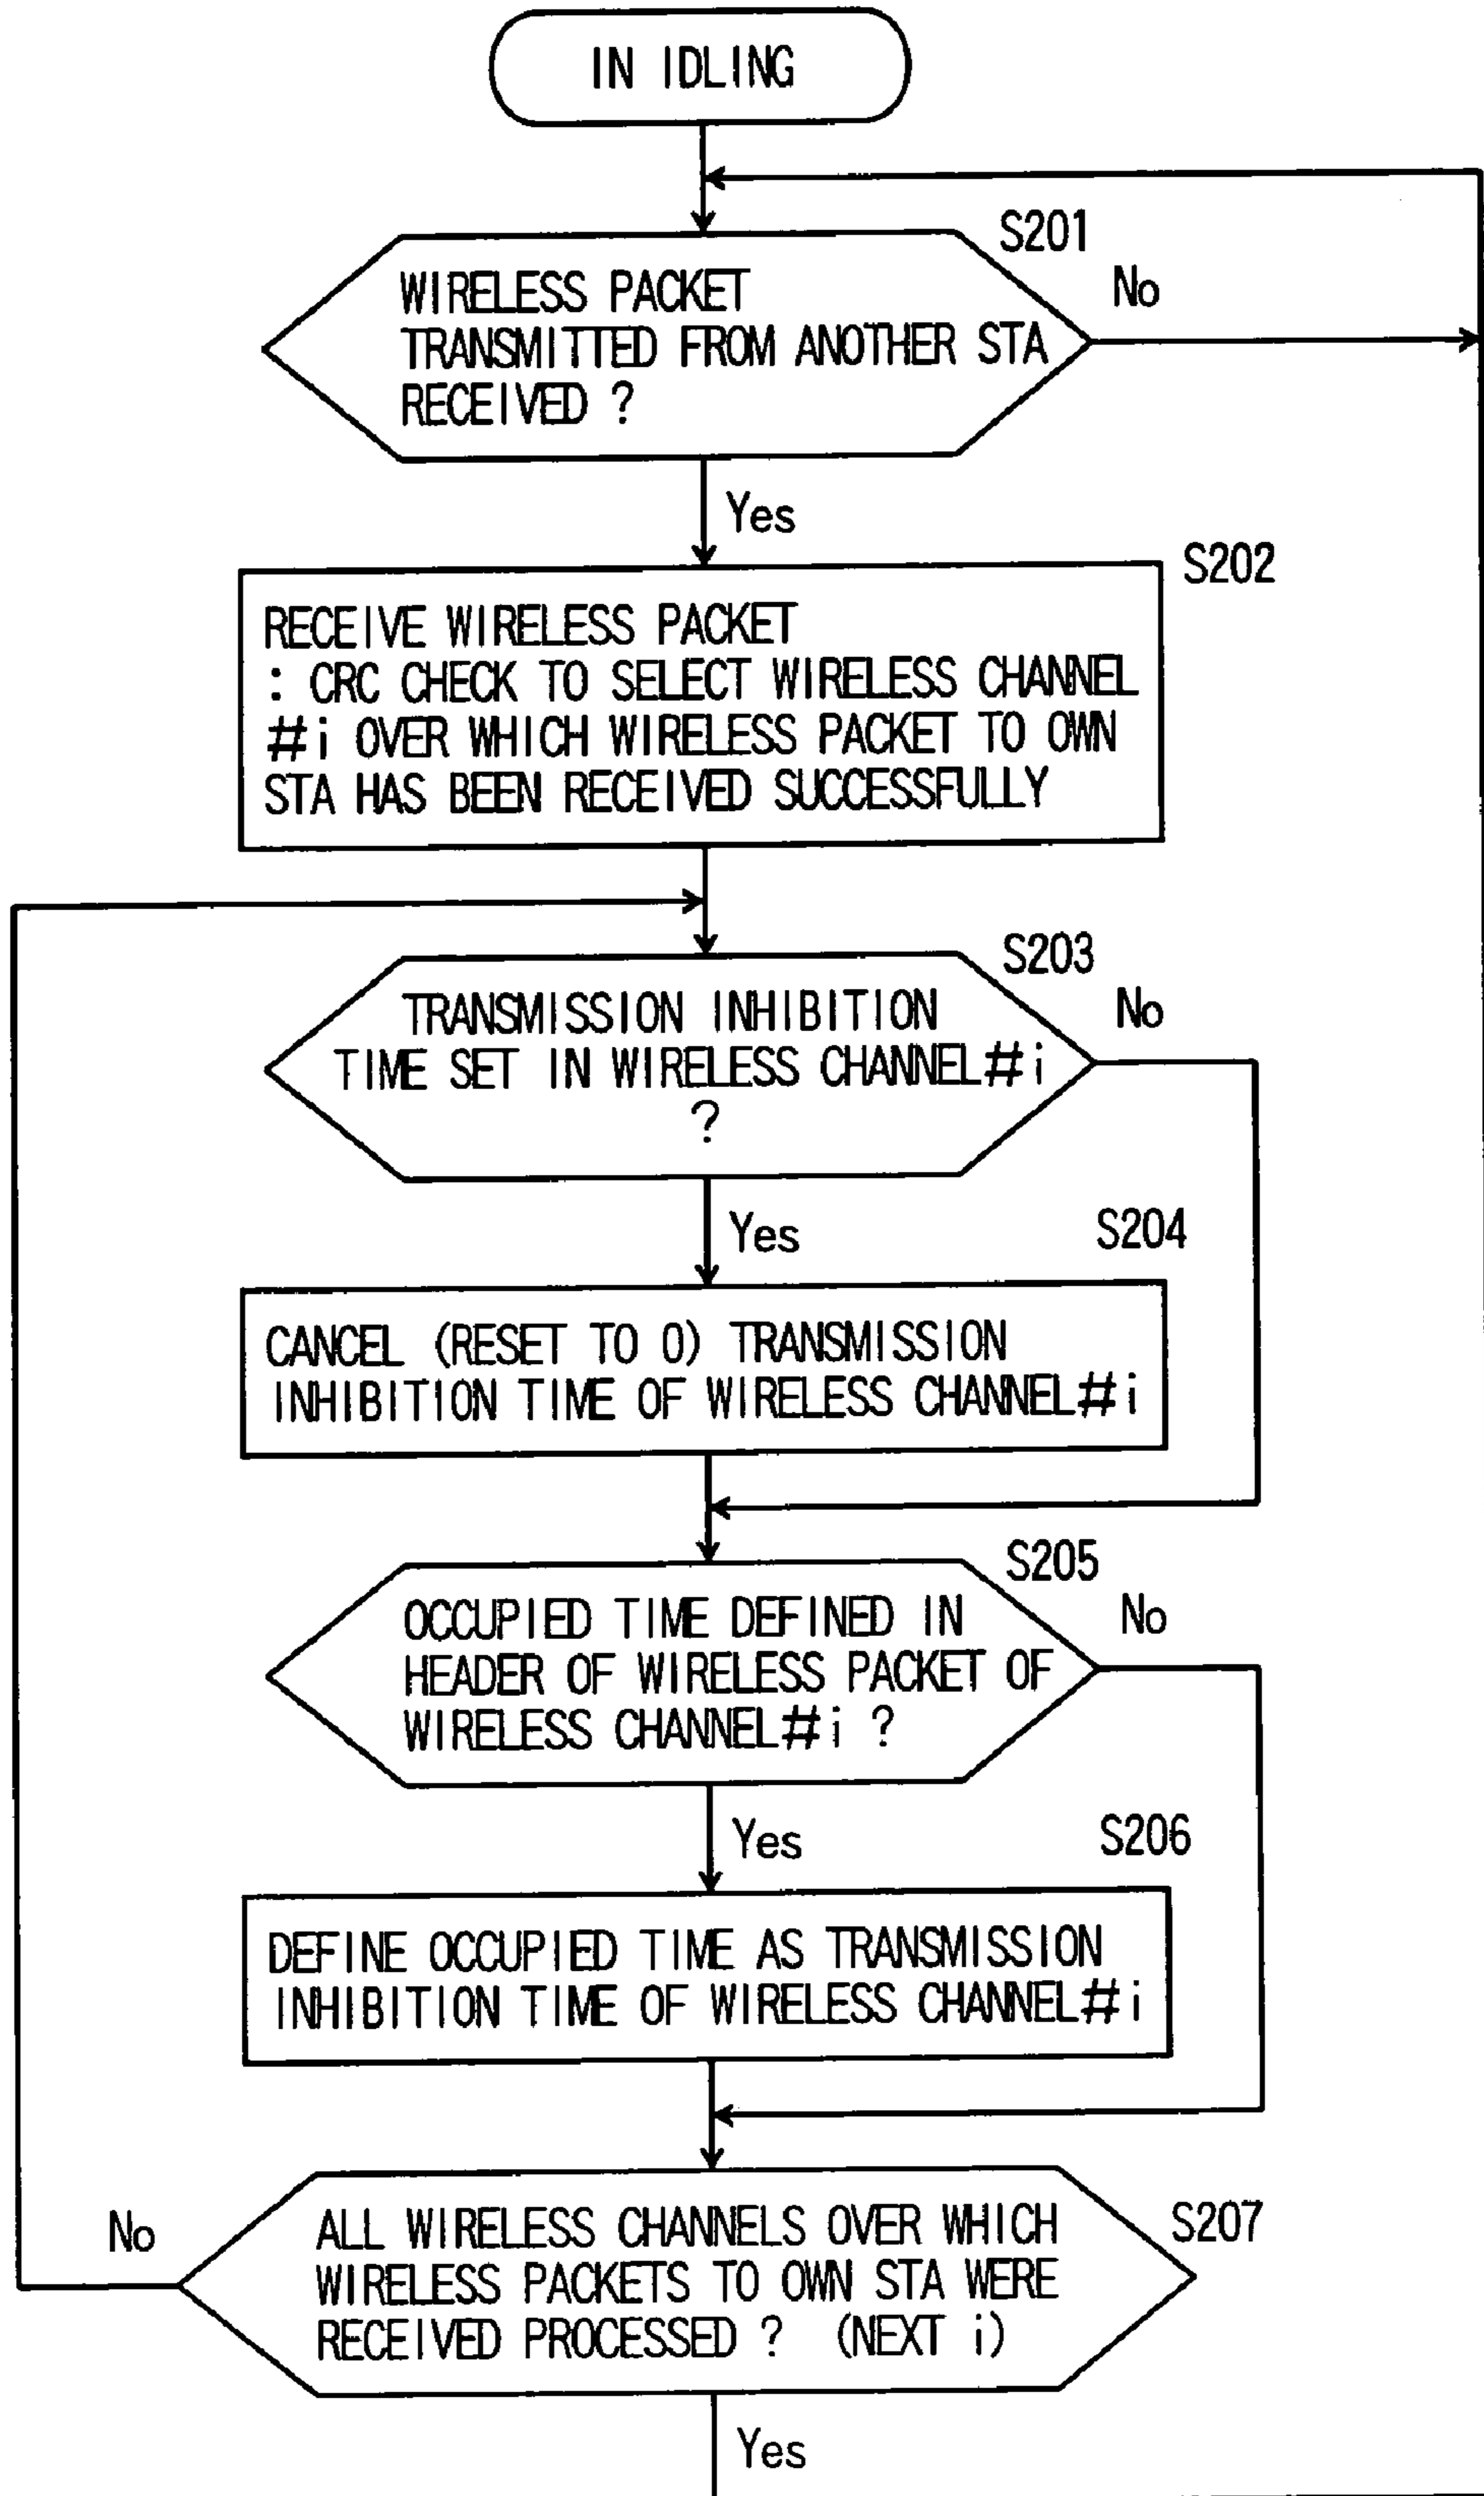 IN IDLING
S201
No
WIRELESS PACKET
TRANSMITTED FROM ANOTHER STA
RECEIVED ?
Yes
S202
RECEIVE WIRELESS PACKET
: CRC CHECK TO SELECT WIRELESS CHANNEL
#i OVER WHICH WIRELESS PACKET TO OWN
STA HAS BEEN RECEIVED SUCCESSFULLY
S203
No
TRANSMISSION INHIBITION
TIME SET IN WIRELESS CHANNEL#i
?
Yes
S204
CANCEL (RESET TO 0) TRANSMISSION
INHIBITION TIME OF WIRELESS CHANNEL#i
S205
No
OCCUPIED TIME DEFINED IN
HEADER OF WIRELESS PACKET OF
WIRELESS CHANNEL#i ?
Yes
S206
DEFINE OCCUPIED TIME AS TRANSMISSION
INHIBITION TIME OF WIRELESS CHANNEL#i
No
S207
ALL WIRELESS CHANNELS OVER WHICH
WIRELESS PACKETS TO OWN STA WERE
RECEIVED PROCESSED ? (NEXT i)
Yes